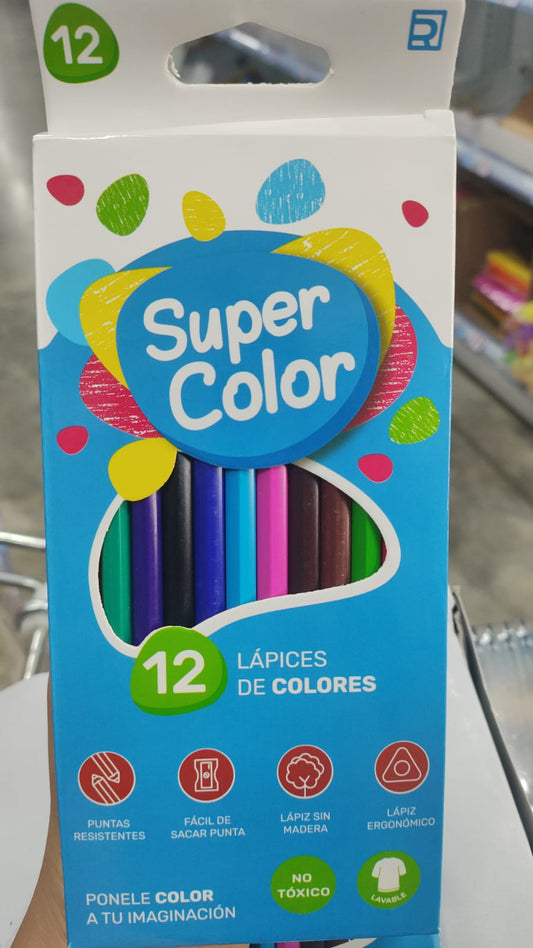 12
R
Super
Color
12
LÁPICES
DE COLORES
PUNTAS
RESISTENTES
FÁCIL DE
SACAR PUNTA
LÁPIZ SIN
MADERA
LÁPIZ
ERGONÓMICO
NO
TÓXICO
LAVABLE
PONELE COLOR
A TU IMAGINACIÓN